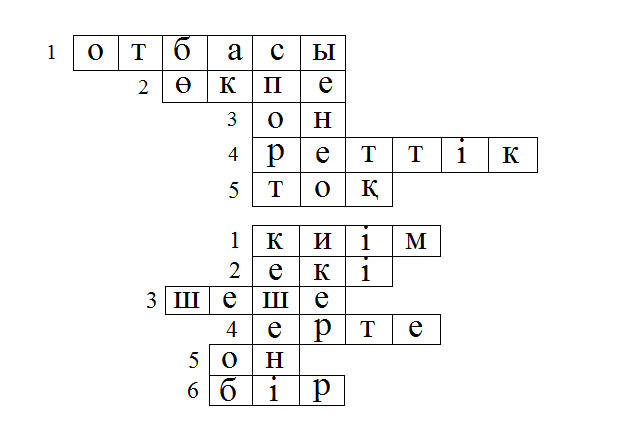 1 отбасы
2 өкпе
3 он
4 реттік
5 тоқ
1 киім
2 екі
3 шеше
4 ерте
5 он
6 бір